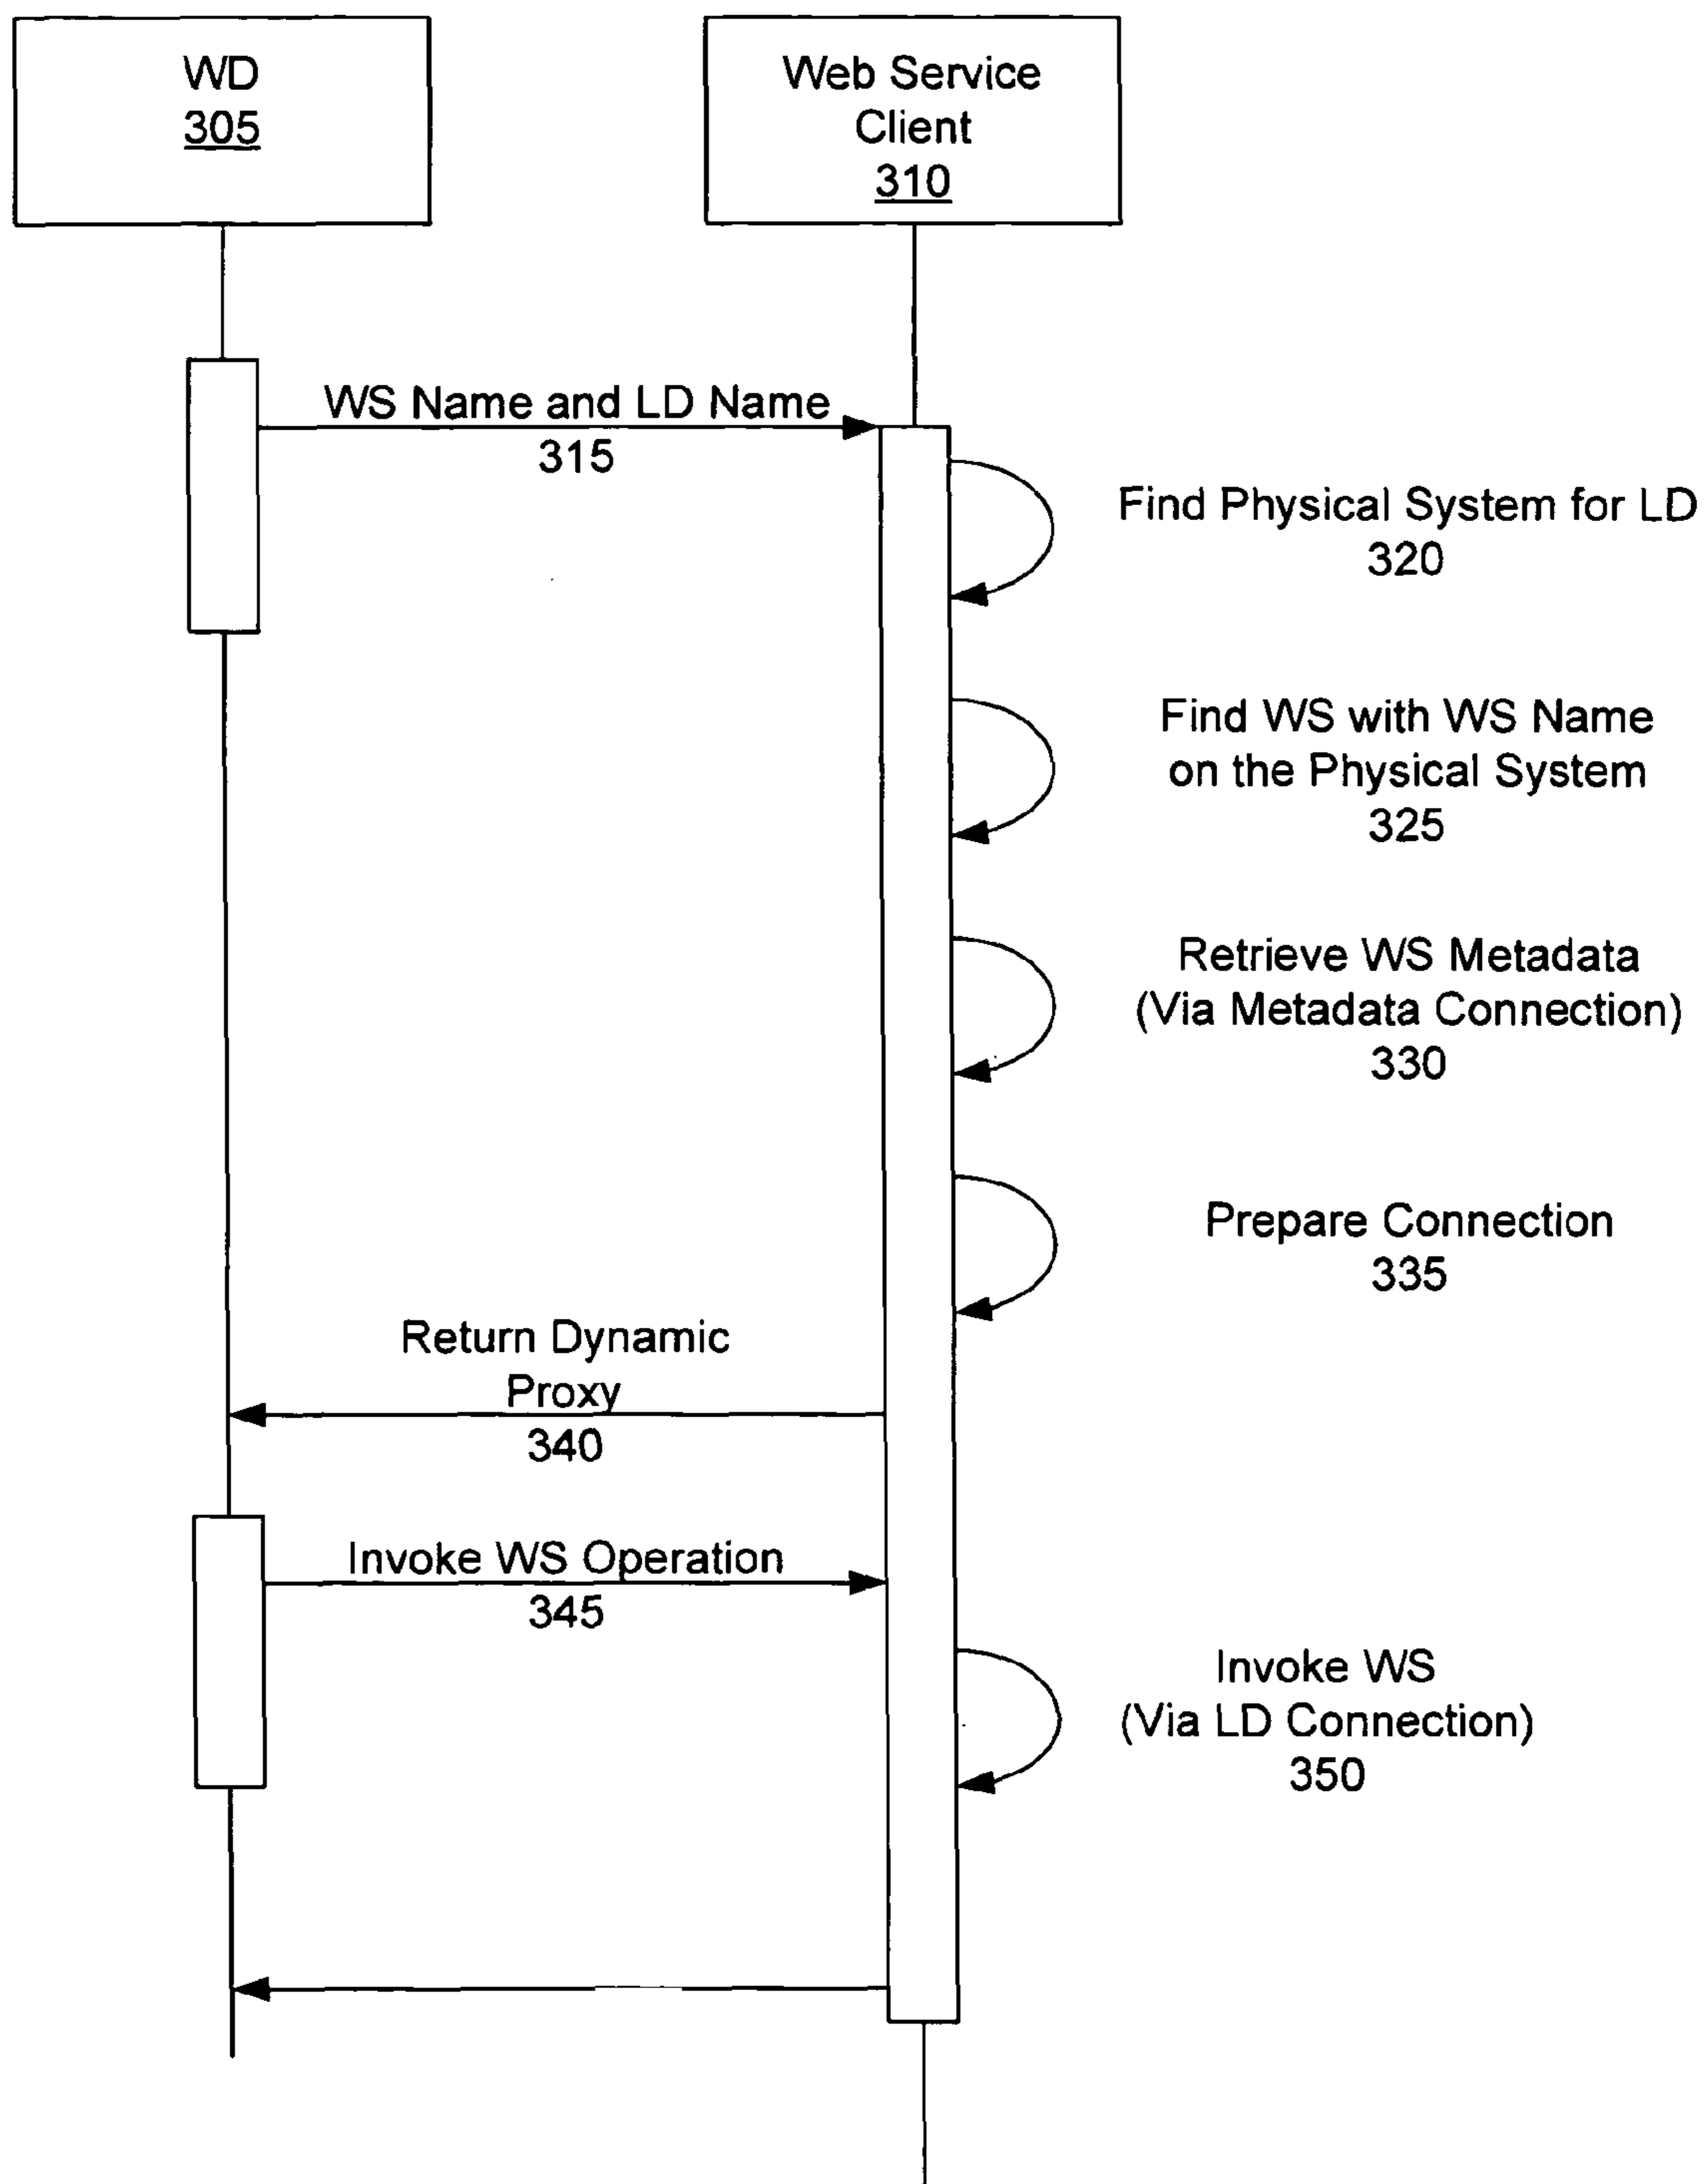 WD
305
Web Service
Client
310
WS Name and LD Name
315
Find Physical System for LD
320
Find WS with WS Name
on the Physical System
325
Retrieve WS Metadata
(Via Metadata Connection)
330
Prepare Connection
335
Return Dynamic
Proxy
340
Invoke WS Operation
345
Invoke WS
(Via LD Connection)
350